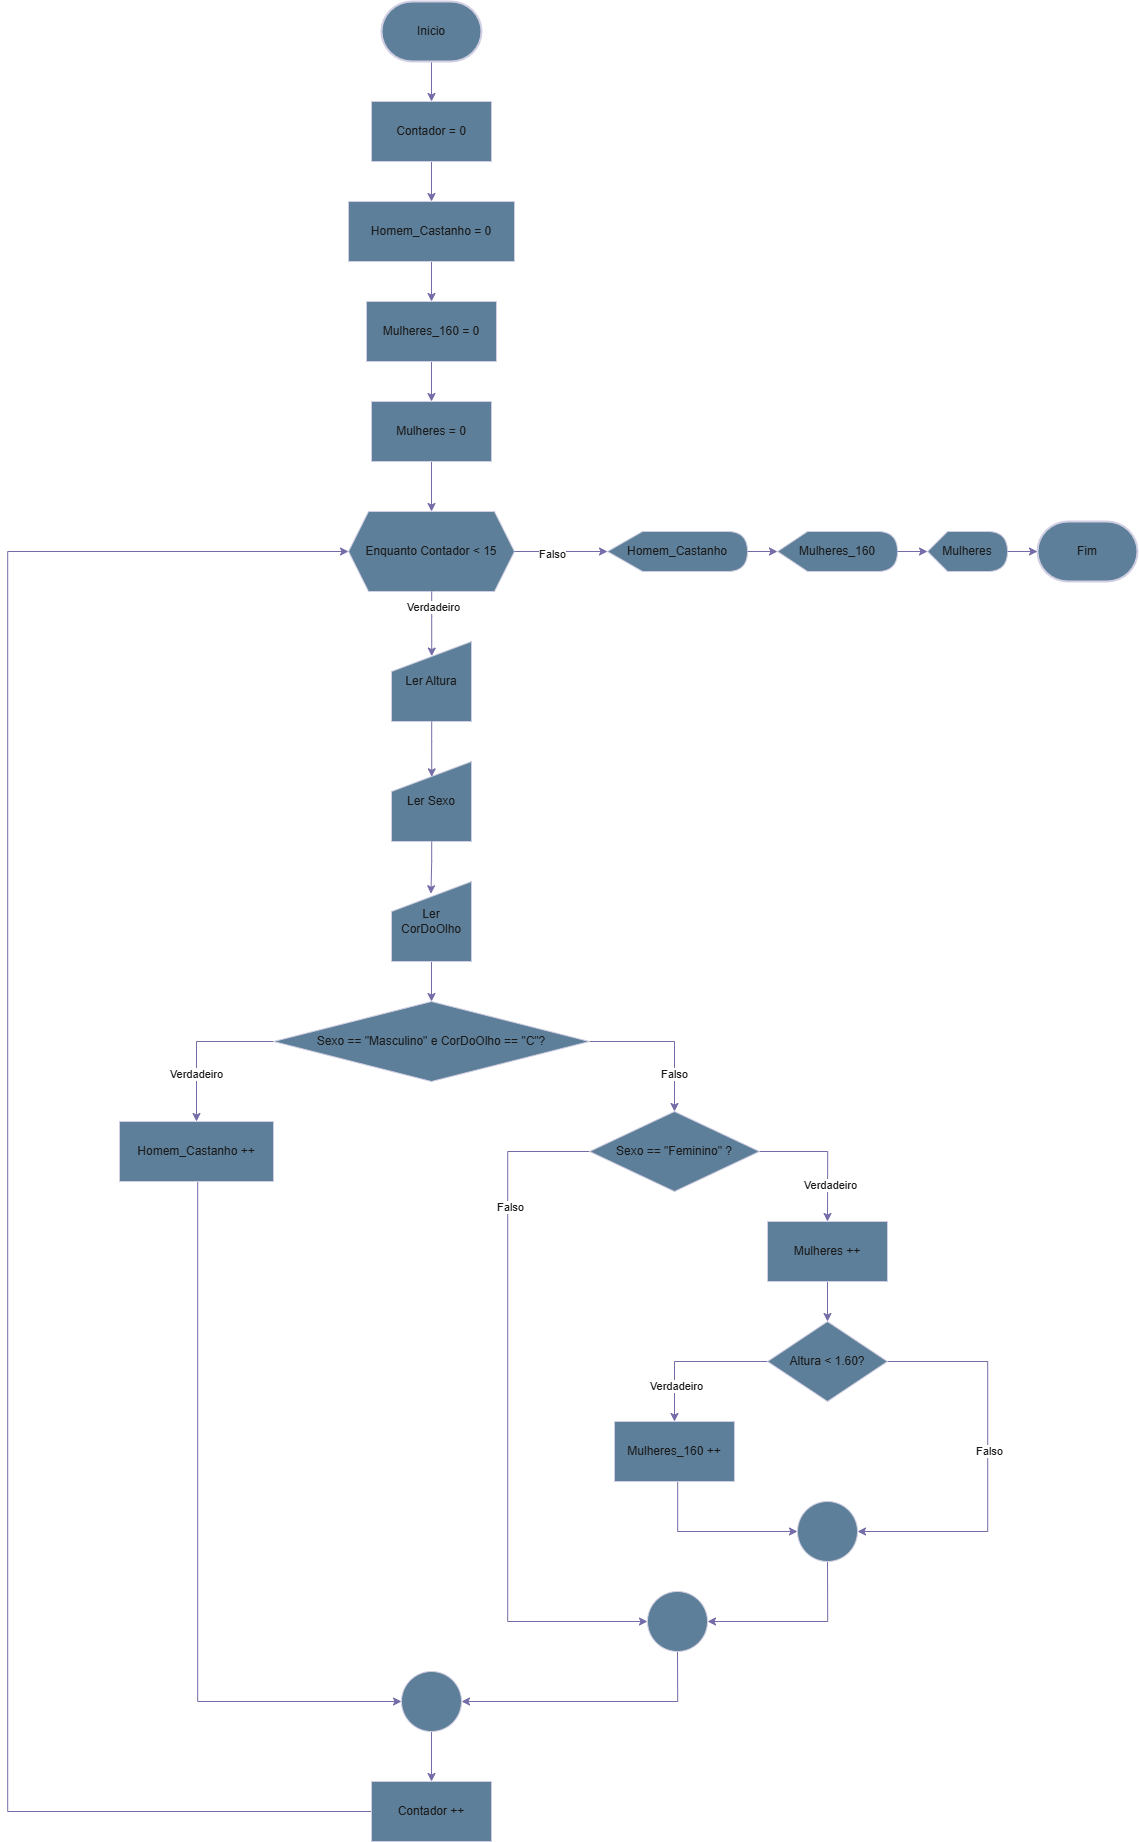 Inicio
Contador = 0
Homem_Castanho = 0
Mulheres_160 = 0
Mulheres = 0
Enquanto Contador < 15
Falso
Homem_Castanho
Mulheres_160
Mulheres
Fim
Verdadeiro
Ler Altura
Ler Sexo
Ler
CorDoOlho
Sexo == "Masculino" e CorDoOlho == "C"?
Verdadeiro
Falso
Homem_Castanho ++
Sexo == "Feminino" ?
Falso
Verdadeiro
Mulheres ++
Altura < 1.60?
Verdadeiro
Falso
Mulheres_160 ++
Contador ++